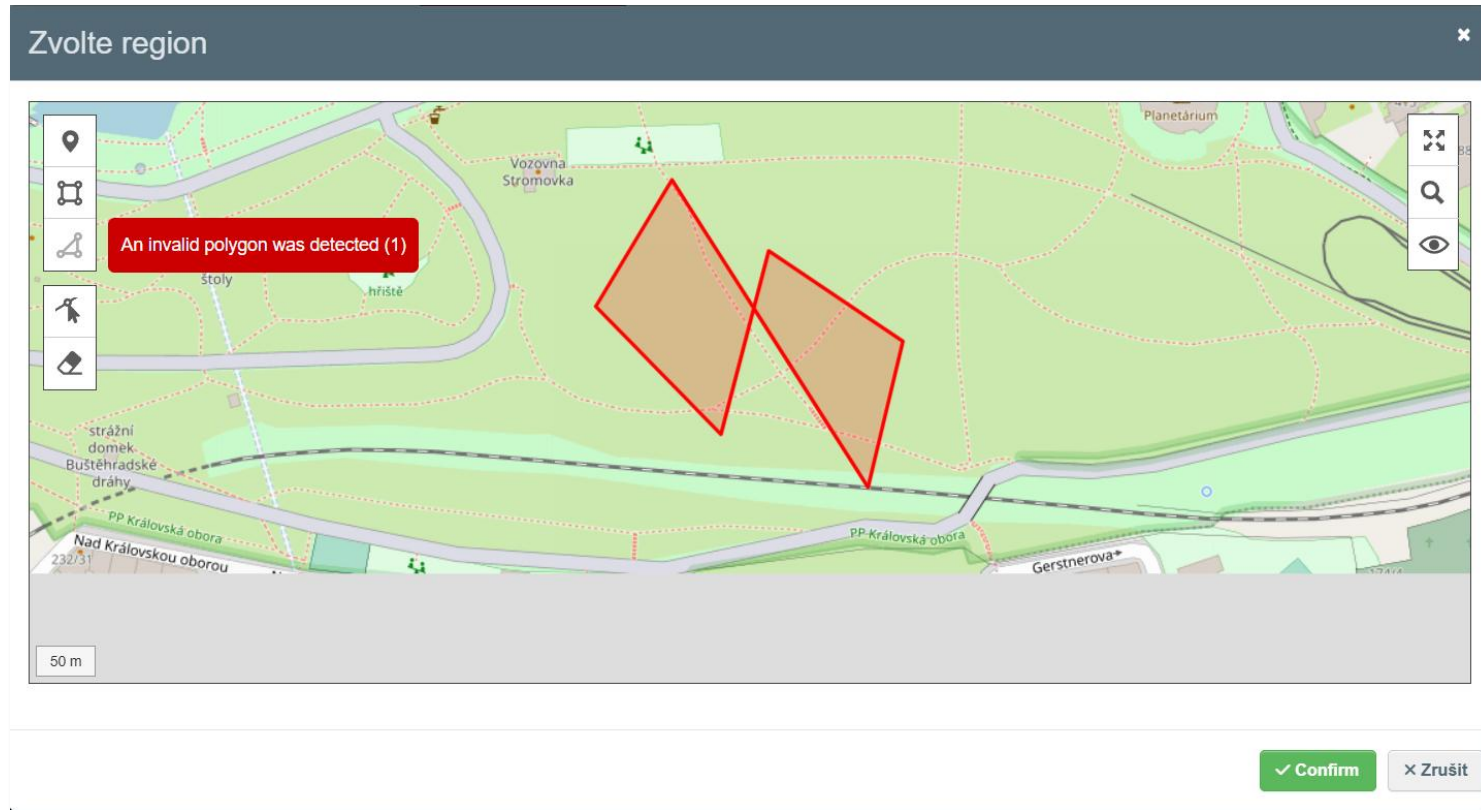 Zvolte region
Planetárium
Vozovna
Stromovka
An invalid polygon was detected (1)
štoly
hřiště
strážní
domek
Buštěhradské
dráhy
PP Královská obora
Nad Královskou oborou
232/31
PP Královská obora
Gerstnerova
50 m
Confirm
Zrušit